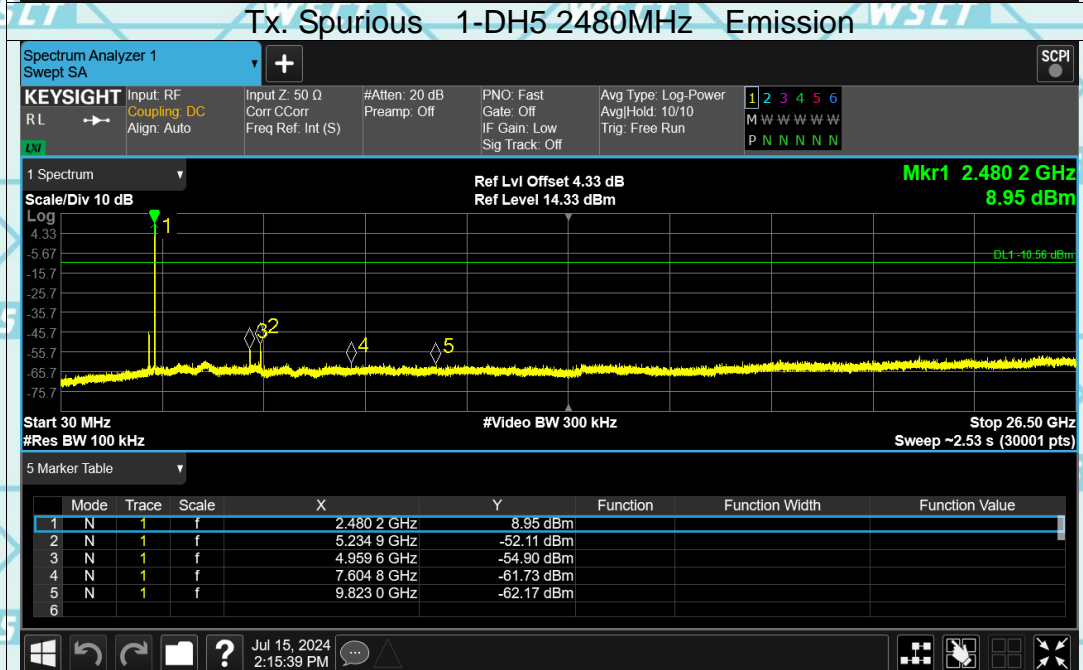 WSLT WSLT WSLT
Tx. Spurious 1-DH5 2480MHz Emission
Spectrum Analyzer 1
Swept SA
+
SCPI
KEYSIGHT Input: RF Input Z: 50 Ω #Atten: 20 dB PNO: Fast Avg Type: Log-Power 1 2 3 4 5 6
RL Coupling: DC Corr CCorr Preamp: Off Gate: Off Avg|Hold: 10/10 M W W W W W
Align: Auto Freq Ref: Int (S) IF Gain: Low Trig: Free Run
LXI Sig Track: Off P N N N N N
1 Spectrum Ref Lvl Offset 4.33 dB Mkr1 2.480 2 GHz
Scale/Div 10 dB Ref Level 14.33 dBm 8.95 dBm
Log
1
4.33
-5.67 DL1 -10.56 dBm
-15.7
-25.7
-35.7
-45.7 3 2
-55.7 4 5
-65.7
-75.7
Start 30 MHz #Video BW 300 kHz Stop 26.50 GHz
#Res BW 100 kHz Sweep ~2.53 s (30001 pts)
5 Marker Table
Mode Trace Scale X Y Function Function Width Function Value
1 N 1 f 2.480 2 GHz 8.95 dBm
2 N 1 f 5.234 9 GHz -52.11 dBm
3 N 1 f 4.959 6 GHz -54.90 dBm
4 N 1 f 7.604 8 GHz -61.73 dBm
5 N 1 f 9.823 0 GHz -62.17 dBm
6
? Jul 15, 2024
2:15:39 PM